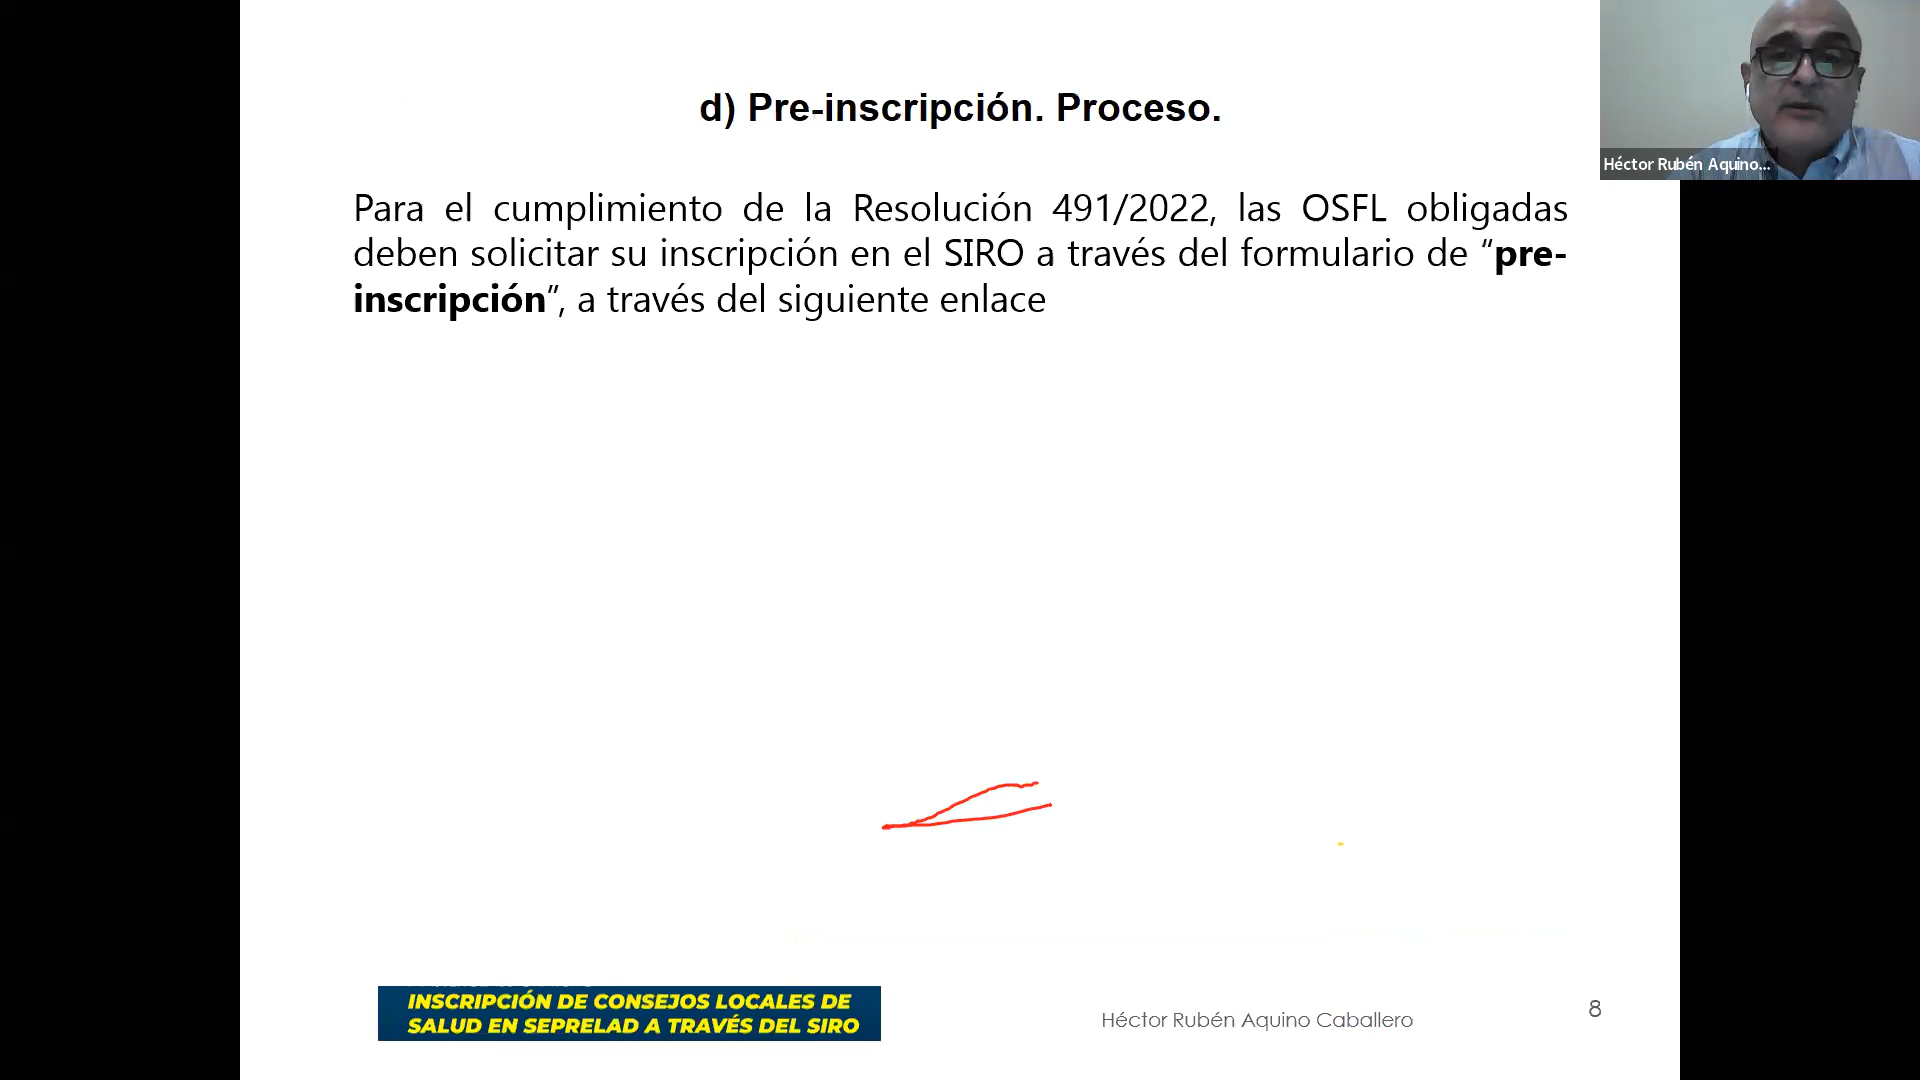 d) Pre-inscripción. Proceso.
Héctor Rubén Aquino...
Para el cumplimiento de la Resolución 491/2022, las OSFL obligadas
deben solicitar su inscripción en el SIRO a través del formulario de “pre-
inscripción”, a través del siguiente enlace
INSCRIPCIÓN DE CONSEJOS LOCALES DE
SALUD EN SEPRELAD A TRAVÉS DEL SIRO
Héctor Rubén Aquino Caballero
8